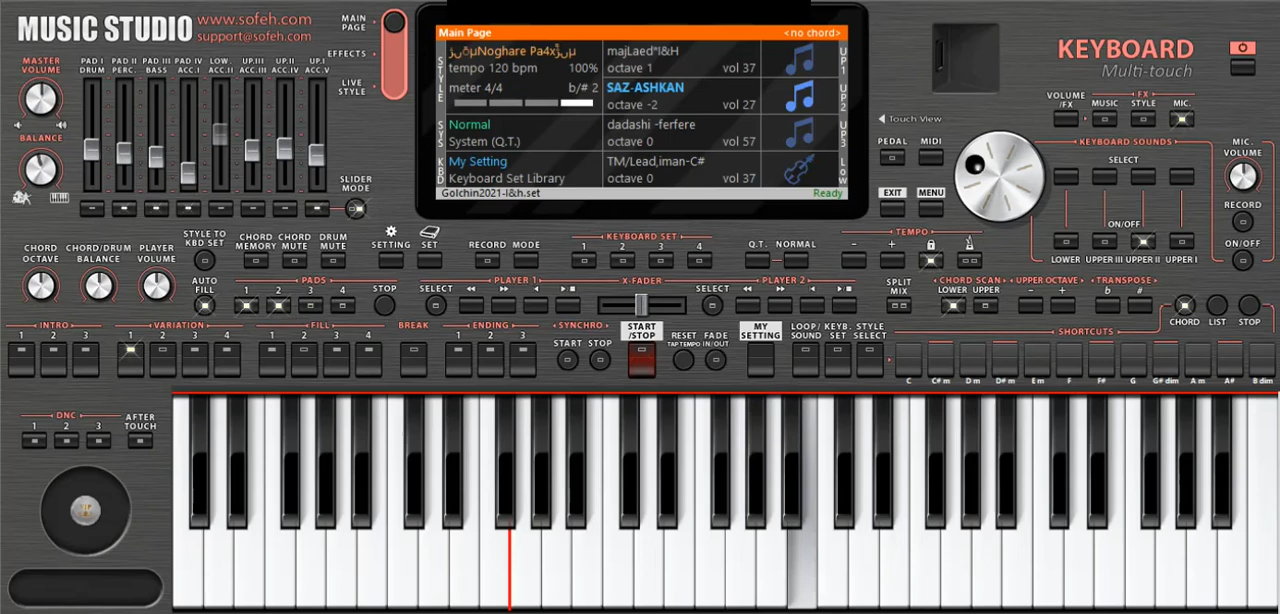 MUSIC STUDIO
www.sofeh.com
support@sofeh.com
MAIN PAGE
EFFECTS
LIVE STYLE
MASTER VOLUME
BALANCE
PAD I DRUM
PAD II PERC.
PAD III BASS
PAD IV ACC.I
LOW. ACC.II
UP.III ACC.III
UP.II ACC.IV
UP.I ACC.V
SLIDER MODE
Main Page
<no chord>
STYLE
Noghare Pa4x
tempo 120 bpm 100%
meter 4/4 b/# 2
SYS
Normal
System (Q.T.)
KBD
My Setting
Keyboard Set Library
majLaed*I&H
octave 1 vol 37
UP1
SAZ-ASHKAN
octave -2 vol 27
UP2
dadashi -ferfere
octave 0 vol 57
UP3
TM/Lead,iman-C#
octave 0 vol 37
Low
Golchin2021-I&h.set
Ready
KEYBOARD
Multi-touch
Touch View
VOLUME /FX
FX
MUSIC
STYLE
MIC.
PEDAL
MIDI
EXIT
MENU
KEYBOARD SOUNDS
SELECT
ON/OFF
LOWER
UPPER III
UPPER II
UPPER I
MIC. VOLUME
RECORD
ON/OFF
CHORD OCTAVE
CHORD/DRUM BALANCE
PLAYER VOLUME
STYLE TO KBD SET
CHORD MEMORY
CHORD MUTE
DRUM MUTE
SETTING
SET
RECORD
MODE
KEYBOARD SET
1 2 3 4
Q.T.
NORMAL
TEMPO
- +
AUTO FILL
PADS
1 2 3 4
STOP
SELECT
PLAYER 1
X-FADER
SELECT
PLAYER 2
SPLIT MIX
CHORD SCAN
LOWER
UPPER
UPPER OCTAVE
- +
TRANSPOSE
b #
CHORD
LIST
STOP
INTRO
1 2 3
VARIATION
1 2 3 4
FILL
1 2 3 4
BREAK
ENDING
1 2 3
SYNCHRO
START
STOP
START /STOP
RESET
TAP TEMPO
FADE IN/OUT
MY SETTING
LOOP/ SOUND
KEYB. SET
STYLE SELECT
SHORTCUTS
C C# m D m D# m E m F F# G G# dim A m A# B dim
DNC
1 2 3
AFTER TOUCH